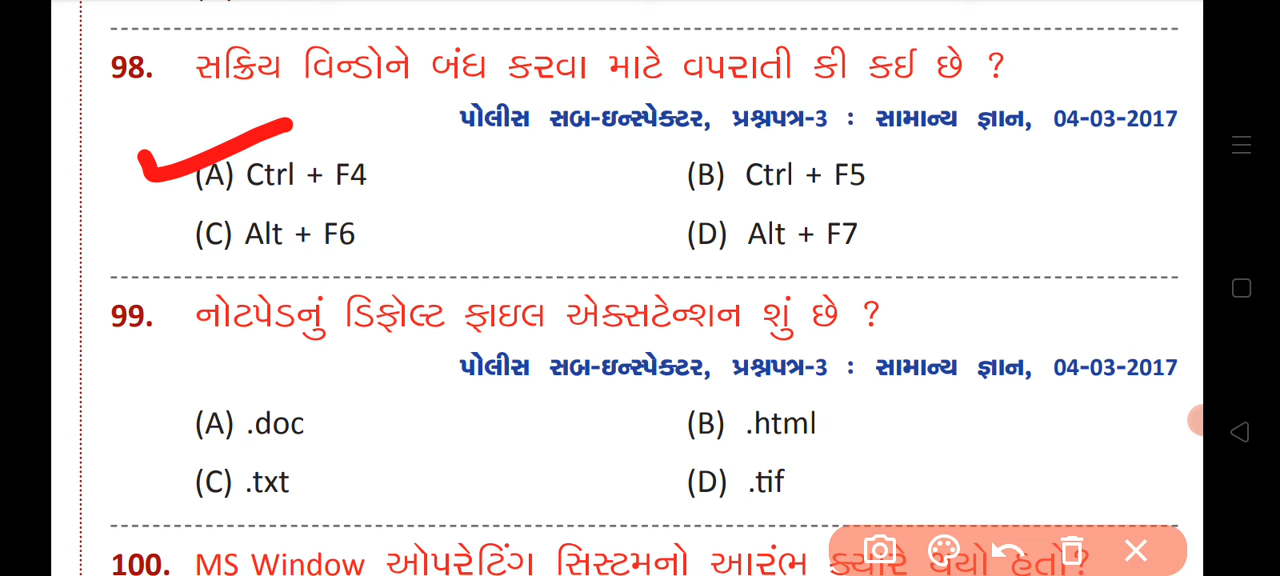 98. સક્રિય વિન્ડોને બંધ કરવા માટે વપરાતી કી કઈ છે ?
પોલીસ સબ-ઇન્સ્પેક્ટર, પ્રશ્નપત્ર-3 : સામાન્ય જ્ઞાન, 04-03-2017
(A) Ctrl + F4 (B) Ctrl + F5
(C) Alt + F6 (D) Alt + F7
99. નોટપેડનું ડિફોલ્ટ ફાઇલ એક્સટેન્શન શું છે ?
પોલીસ સબ-ઇન્સ્પેક્ટર, પ્રશ્નપત્ર-3 : સામાન્ય જ્ઞાન, 04-03-2017
(A) .doc (B) .html
(C) .txt (D) .tif
100. MS Window ઓપરેટિંગ સિસ્ટમનો આરંભ ક્યારે થયો હતો?